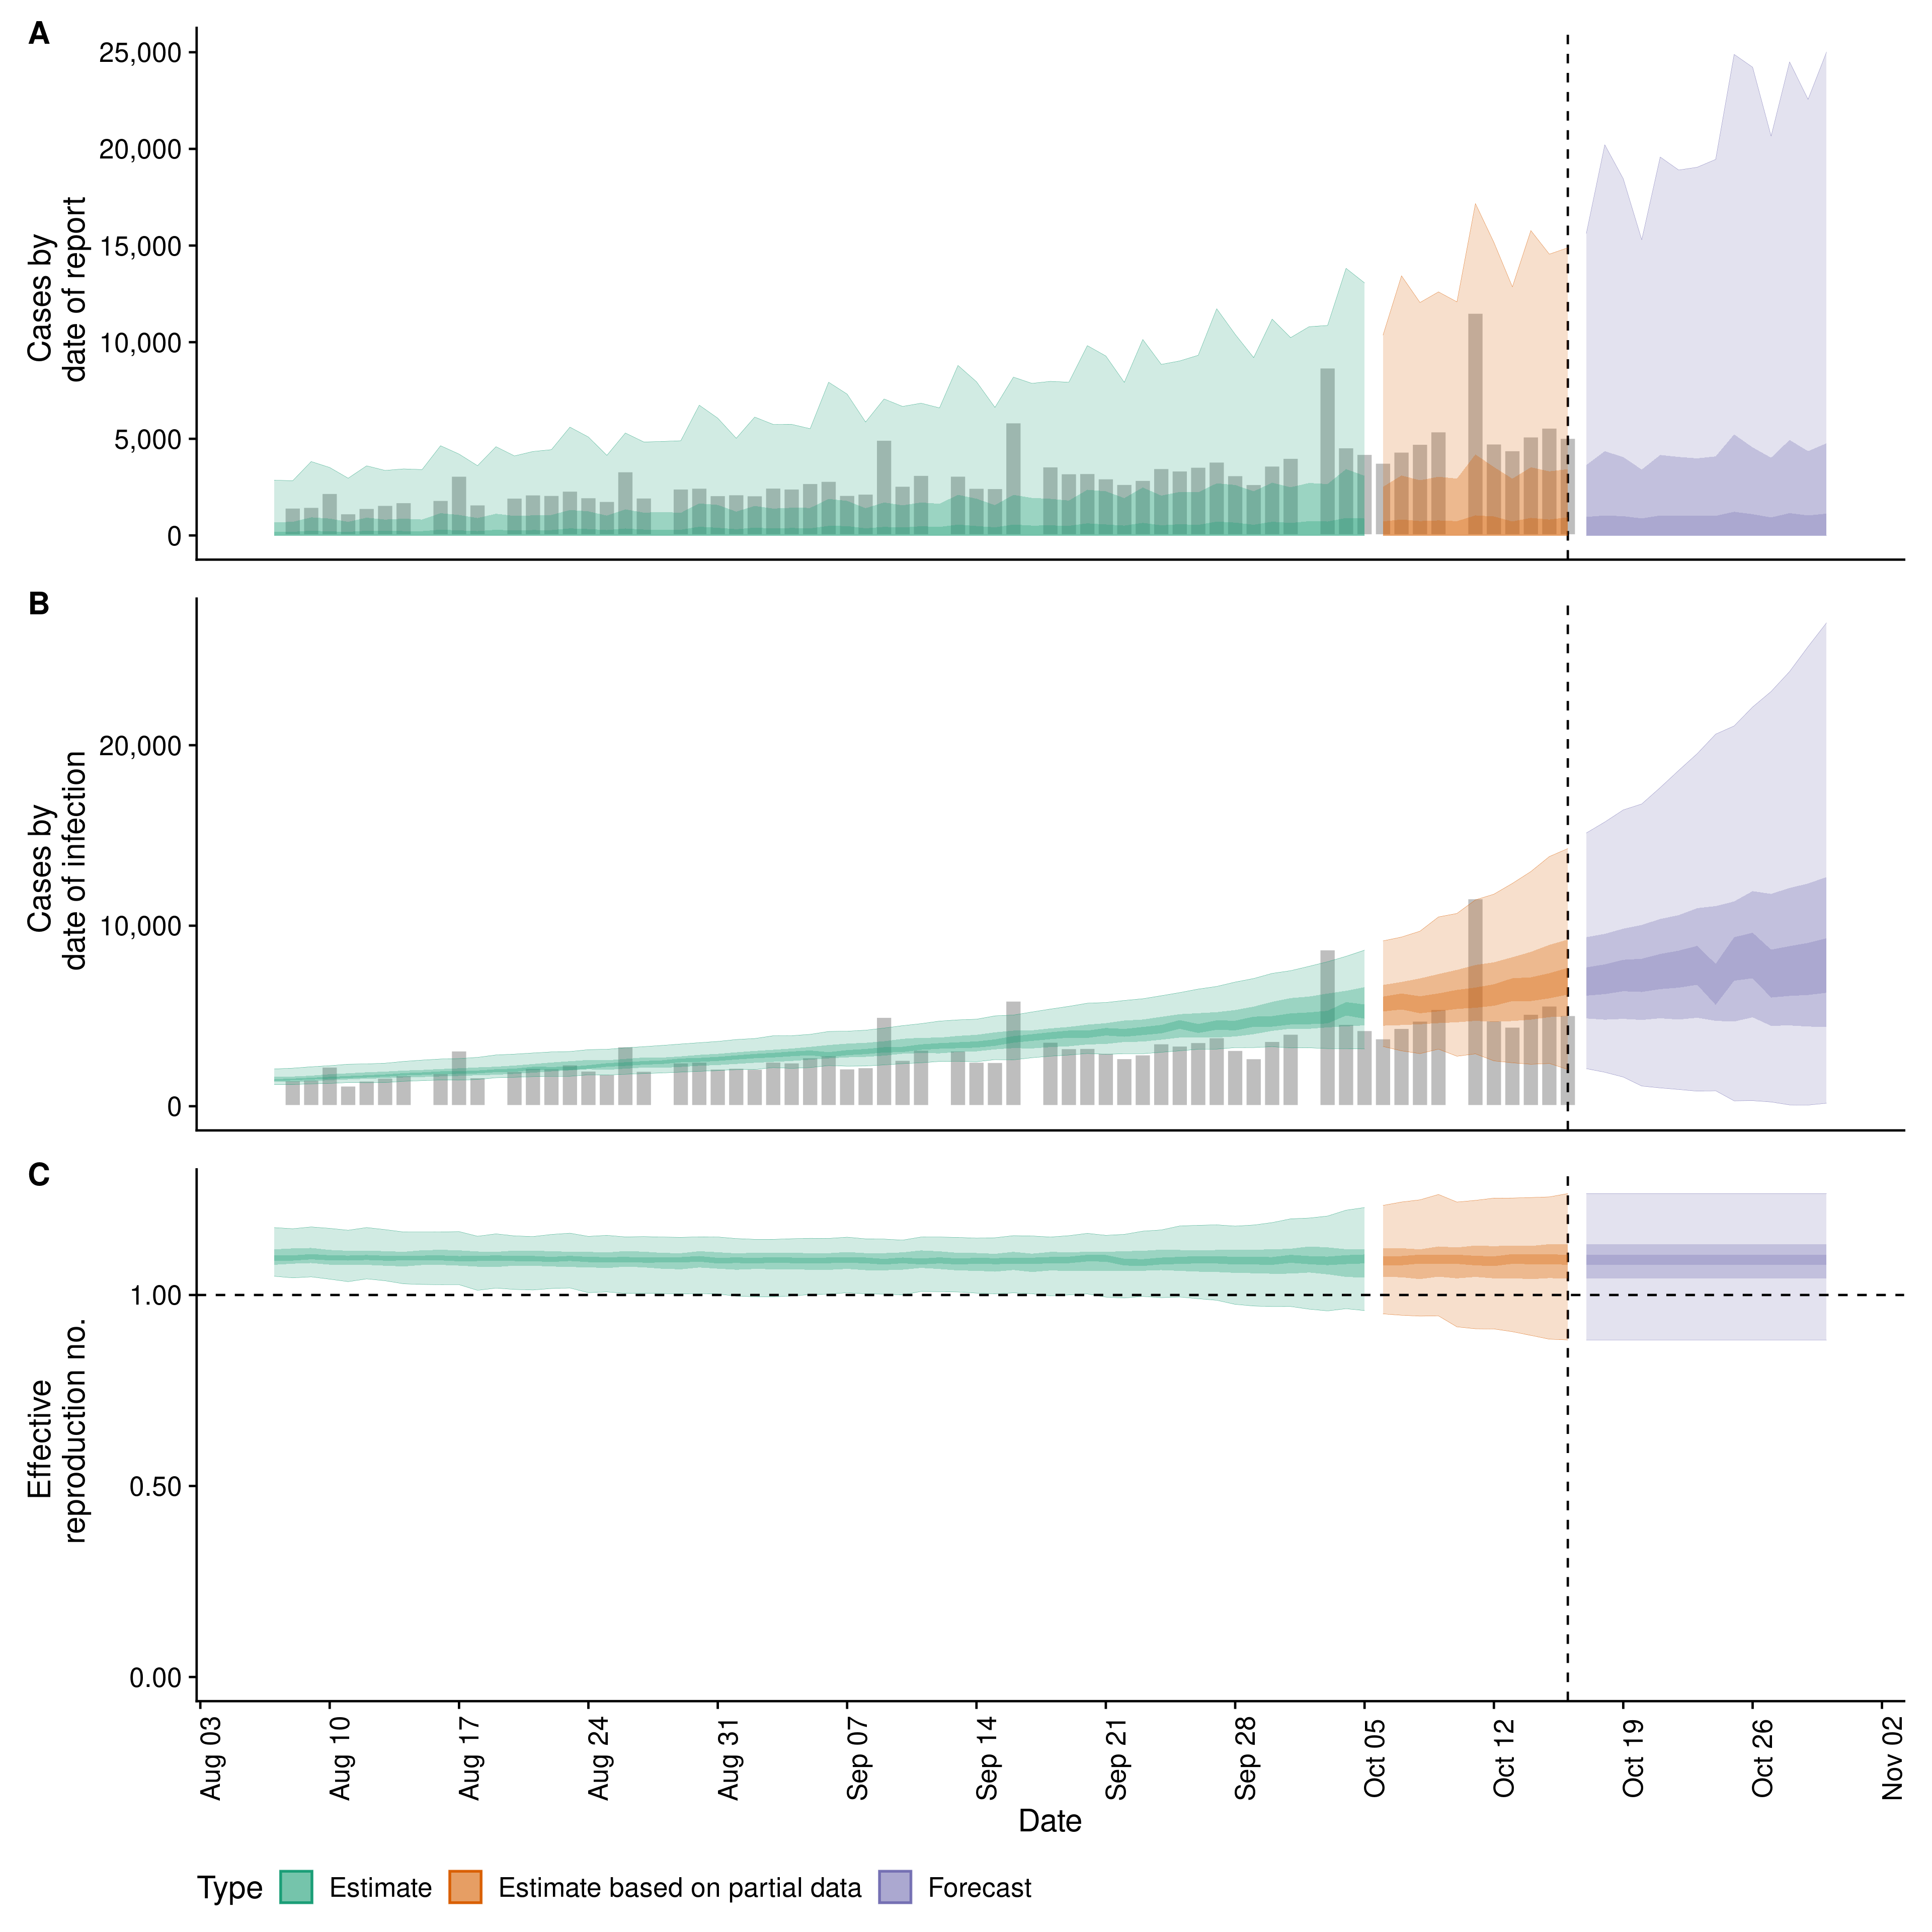 A
25,000
20,000
15,000
10,000
5,000
0
Cases by
date of report
B
20,000
10,000
0
Cases by
date of infection
C
1.00
0.50
0.00
Effective
reproduction no.
Aug 03
Aug 10
Aug 17
Aug 24
Aug 31
Sep 07
Sep 14
Sep 21
Sep 28
Oct 05
Oct 12
Oct 19
Oct 26
Nov 02
Date
Type Estimate Estimate based on partial data Forecast